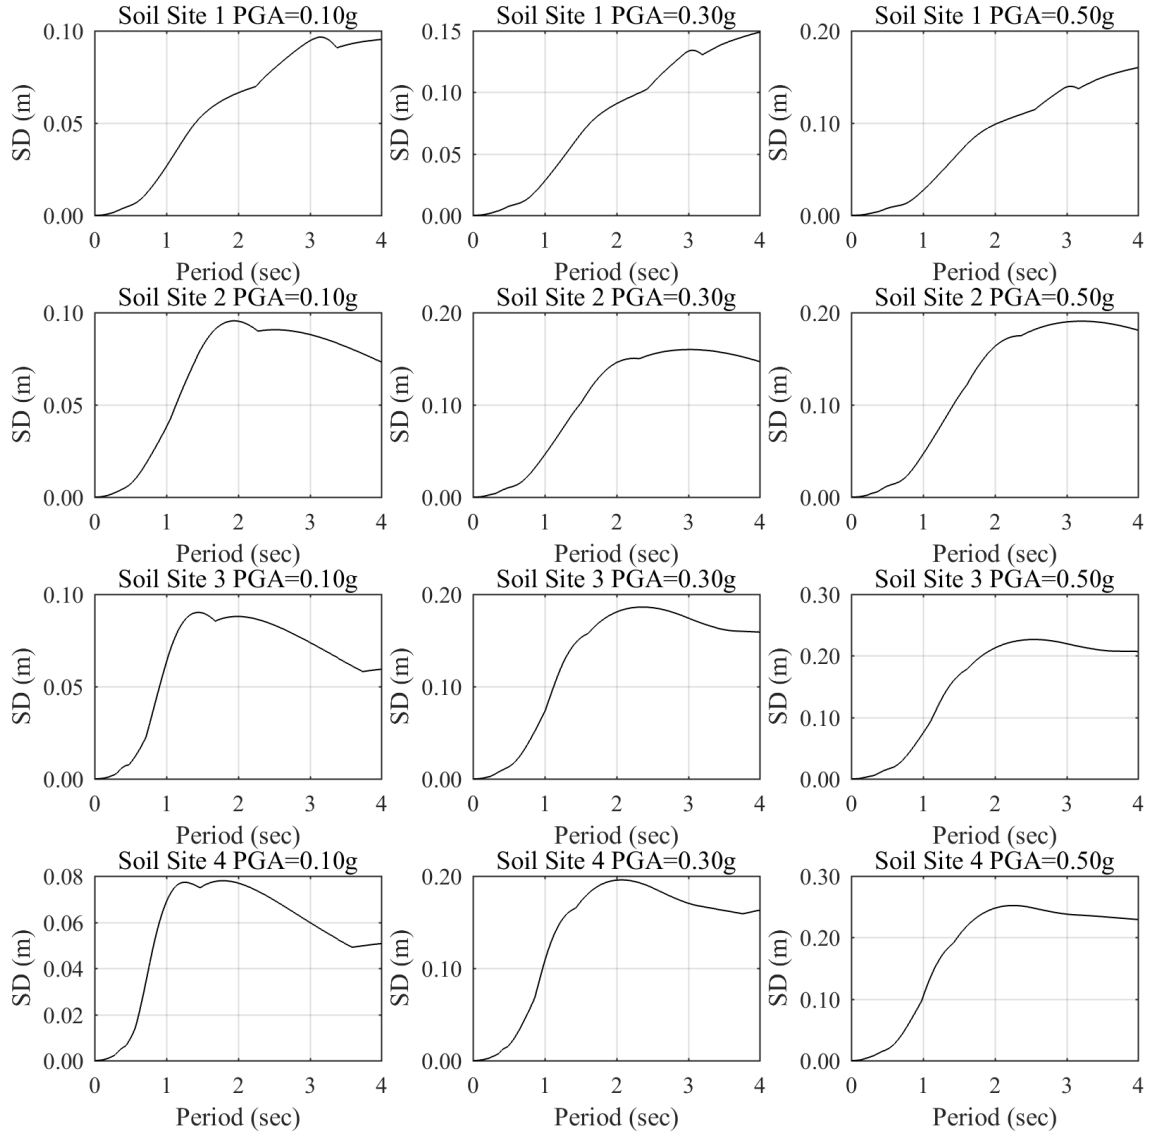 Soil Site 1 PGA=0.10g
SD (m)
0.10
0.05
0.00
0 1 2 3 4
Period (sec)
Soil Site 1 PGA=0.30g
SD (m)
0.15
0.10
0.05
0.00
0 1 2 3 4
Period (sec)
Soil Site 1 PGA=0.50g
SD (m)
0.20
0.10
0.00
0 1 2 3 4
Period (sec)
Soil Site 2 PGA=0.10g
SD (m)
0.10
0.05
0.00
0 1 2 3 4
Period (sec)
Soil Site 2 PGA=0.30g
SD (m)
0.20
0.10
0.00
0 1 2 3 4
Period (sec)
Soil Site 2 PGA=0.50g
SD (m)
0.20
0.10
0.00
0 1 2 3 4
Period (sec)
Soil Site 3 PGA=0.10g
SD (m)
0.10
0.05
0.00
0 1 2 3 4
Period (sec)
Soil Site 3 PGA=0.30g
SD (m)
0.20
0.10
0.00
0 1 2 3 4
Period (sec)
Soil Site 3 PGA=0.50g
SD (m)
0.30
0.20
0.10
0.00
0 1 2 3 4
Period (sec)
Soil Site 4 PGA=0.10g
SD (m)
0.08
0.06
0.04
0.02
0.00
0 1 2 3 4
Period (sec)
Soil Site 4 PGA=0.30g
SD (m)
0.20
0.10
0.00
0 1 2 3 4
Period (sec)
Soil Site 4 PGA=0.50g
SD (m)
0.30
0.20
0.10
0.00
0 1 2 3 4
Period (sec)